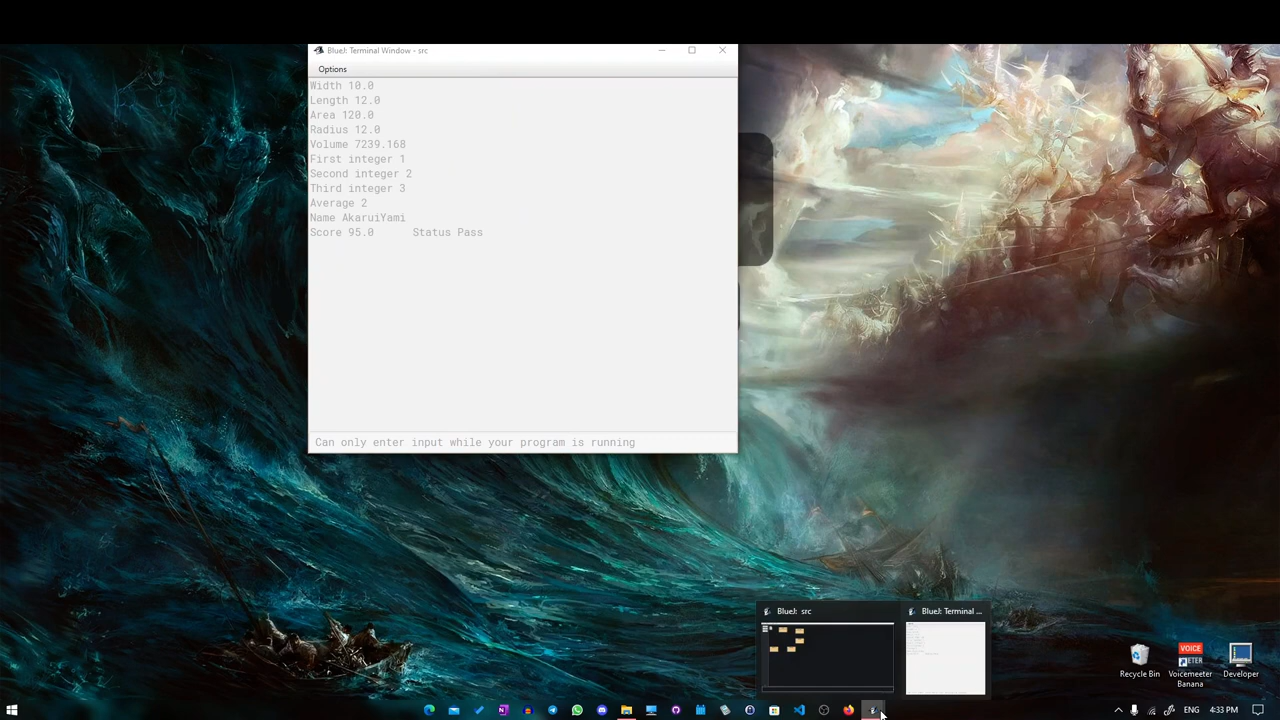 BlueJ: Terminal Window - src
Options
Width 10.0
Length 12.0
Area 120.0
Radius 12.0
Volume 7239.168
First integer 1
Second integer 2
Third integer 3
Average 2
Name AkaruiYami
Score 95.0 Status Pass
Can only enter input while your program is running
BlueJ: src
BlueJ: Terminal ...
VOICE
METER
Recycle Bin
Voicemeeter
Banana
Developer
4:33 PM